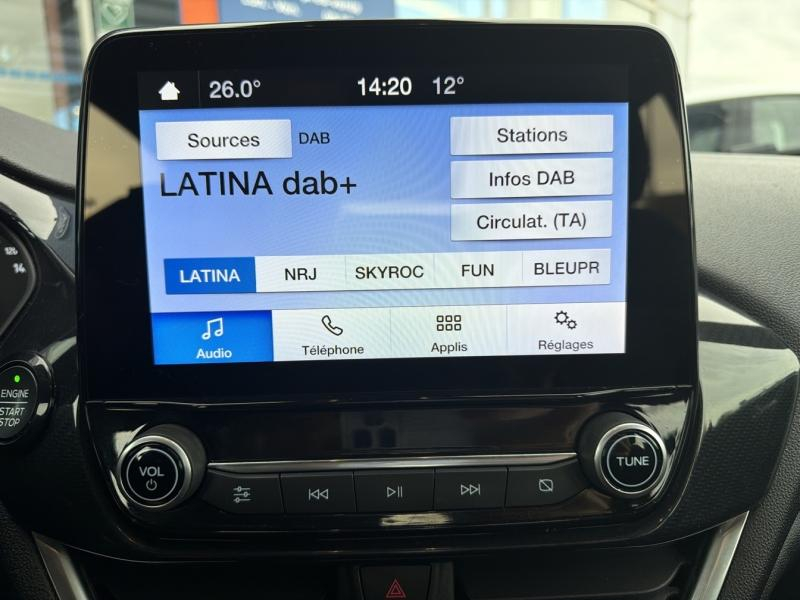 26.0° 14:20 12°
Sources DAB Stations
LATINA dab+ Infos DAB
Circulat. (TA)
LATINA NRJ SKYROC FUN BLEUPR
Audio Téléphone Applis Réglages
ENGINE
START
STOP
VOL
TUNE